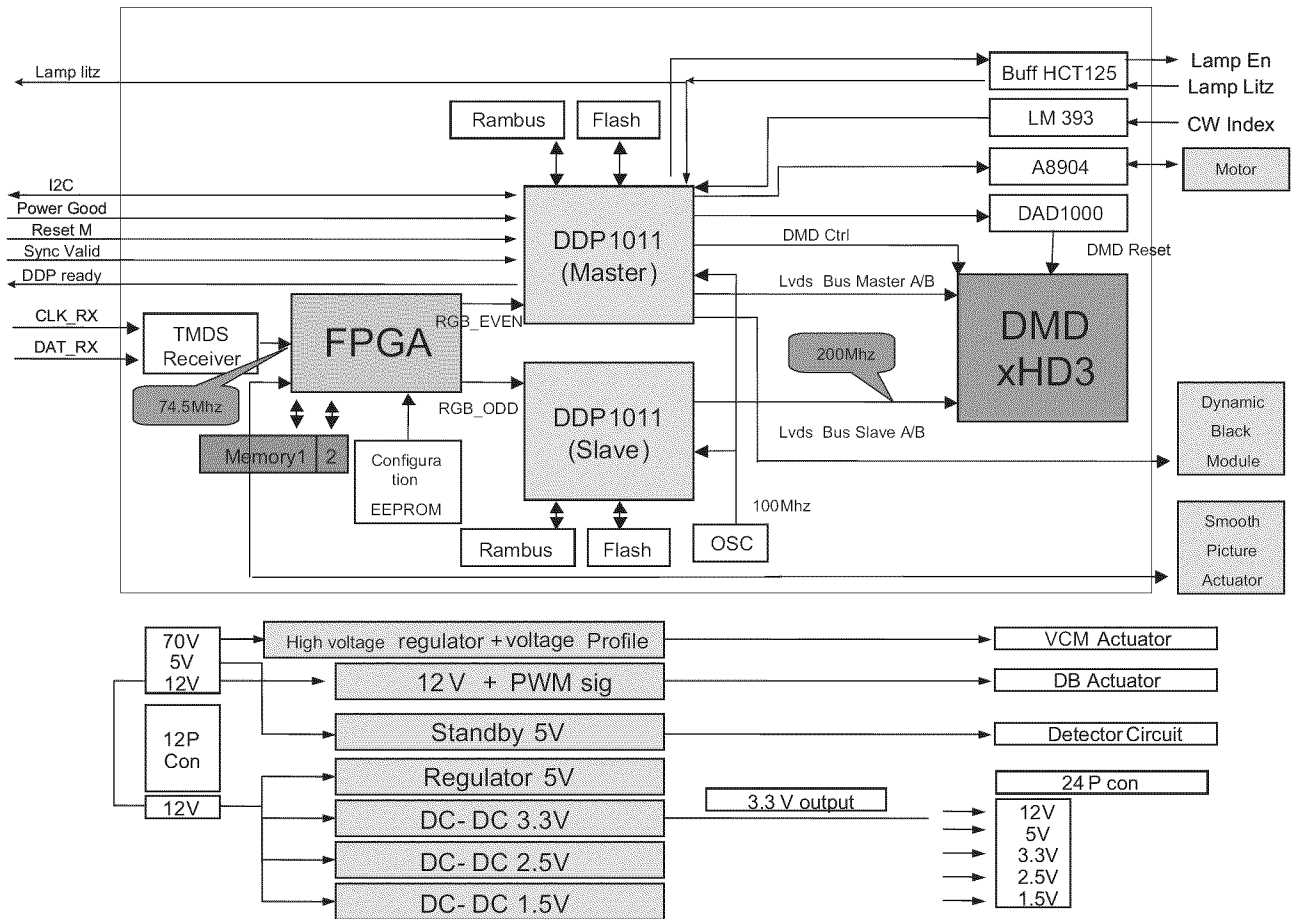 Lamp litz
Buff HCT125
Lamp En
Lamp Litz
Rambus
Flash
LM 393
CW Index
A8904
Motor
I2C
Power Good
Reset M
Sync Valid
DDP ready
DDP1011
(Master)
DAD1000
DMD Ctrl
DMD Reset
Lvds Bus Master A/B
CLK_RX
DAT_RX
TMDS
Receiver
FPGA
RGB_EVEN
DMD
xHD3
200Mhz
74.5Mhz
RGB_ODD
DDP1011
(Slave)
Lvds Bus Slave A/B
Dynamic
Black
Module
Memory1
2
Configura
tion
EEPROM
100Mhz
Rambus
Flash
OSC
Smooth
Picture
Actuator
70V
5V
12V
High voltage regulator + voltage Profile
VCM Actuator
12 V + PWM sig
DB Actuator
12P
Con
Standby 5V
Detector Circuit
Regulator 5V
24 P con
12V
DC- DC 3.3V
3.3 V output
12V
5V
3.3V
2.5V
1.5V
DC- DC 2.5V
DC- DC 1.5V